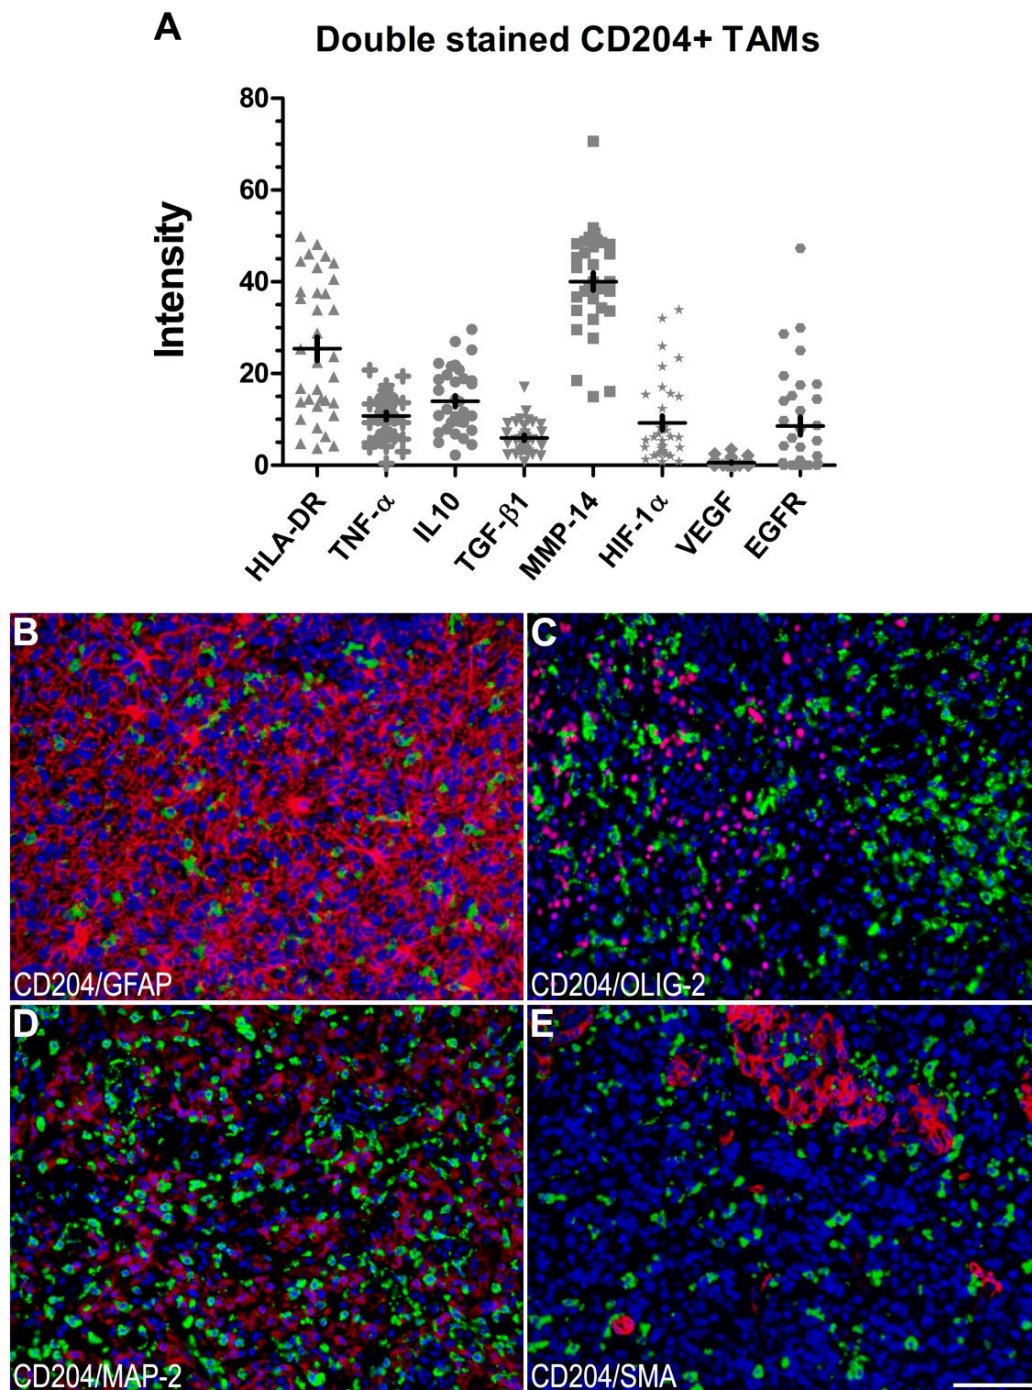 A
Double stained CD204+ TAMs
Intensity
80
60
40
20
0
HLA-DR
TNF-α
IL10
TGF-β1
MMP-14
HIF-1α
VEGF
EGFR
B
CD204/GFAP
C
CD204/OLIG-2
D
CD204/MAP-2
E
CD204/SMA